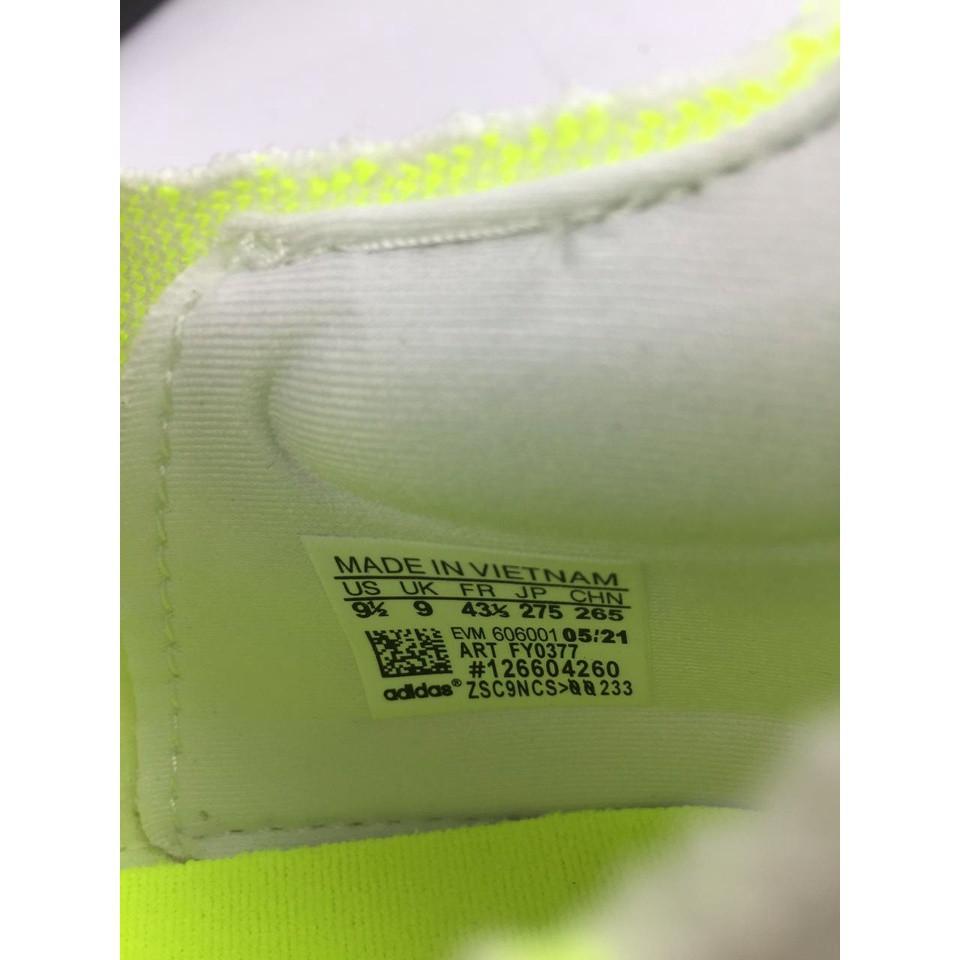 MADE IN VIETNAM
US UK FR JP CHN
9½ 9 43⅓ 275 265
EVM 606001 05/21
ART FY0377
#126604260
adidas® ZSC9NCS>00233